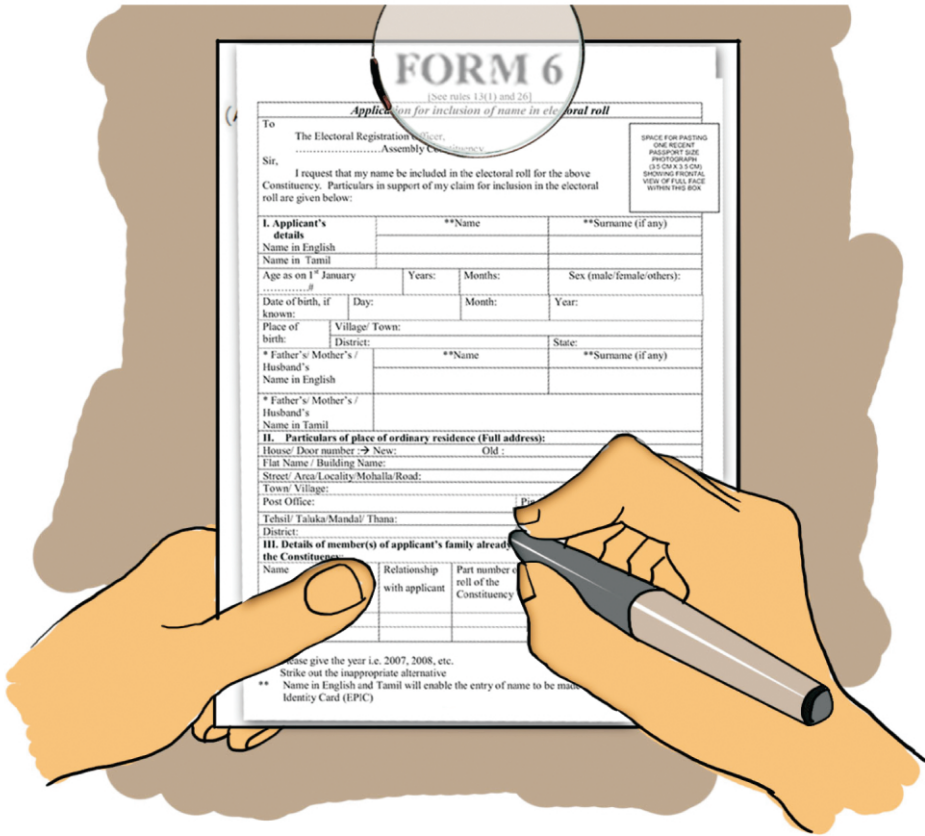 FORM 6
[See rules 13(1) and 26]
Application for inclusion of name in electoral roll
To
The Electoral Registration Officer,
..............................Assembly Constituency
Sir,
I request that my name be included in the electoral roll for the above
Constituency. Particulars in support of my claim for inclusion in the electoral
roll are given below:
SPACE FOR PASTING
ONE RECENT
PASSPORT SIZE
PHOTOGRAPH
(3.5 CM X 3.5 CM)
SHOWING FRONTAL
VIEW OF FULL FACE
WITHIN THIS BOX
I. Applicant's
details
**Name
**Surname (if any)
Name in English
Name in Tamil
Age as on 1st January
............#
Years:
Months:
Sex (male/female/others):
Date of birth, if
known:
Day:
Month:
Year:
Place of
birth:
Village/ Town:
District:
State:
* Father's/ Mother's /
Husband's
Name in English
**Name
**Surname (if any)
* Father's/ Mother's /
Husband's
Name in Tamil
II. Particulars of place of ordinary residence (Full address):
House/ Door number :→ New: Old :
Flat Name / Building Name:
Street/ Area/Locality/Mohalla/Road:
Town/ Village:
Post Office:
Tehsil/ Taluka/Mandal/ Thana:
District:
III. Details of member(s) of applicant's family already
the Constituency:
Name
Relationship
with applicant
Part number
roll of the
Constituency
Please give the year i.e. 2007, 2008, etc.
Strike out the inappropriate alternative
** Name in English and Tamil will enable the entry of name to be made
Identity Card (EPIC)